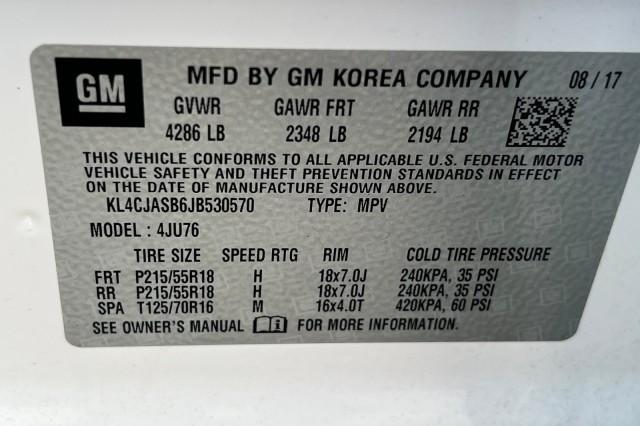 GM MFD BY GM KOREA COMPANY 08/17
GVWR GAWR FRT GAWR RR
4286 LB 2348 LB 2194 LB
THIS VEHICLE CONFORMS TO ALL APPLICABLE U.S. FEDERAL MOTOR
VEHICLE SAFETY AND THEFT PREVENTION STANDARDS IN EFFECT
ON THE DATE OF MANUFACTURE SHOWN ABOVE.
KL4CJASB6JB530570 TYPE: MPV
MODEL : 4JU76
TIRE SIZE SPEED RTG RIM COLD TIRE PRESSURE
FRT P215/55R18 H 18x7.0J 240KPA, 35 PSI
RR P215/55R18 H 18x7.0J 240KPA, 35 PSI
SPA T125/70R16 M 16x4.0T 420KPA, 60 PSI
SEE OWNER'S MANUAL FOR MORE INFORMATION.